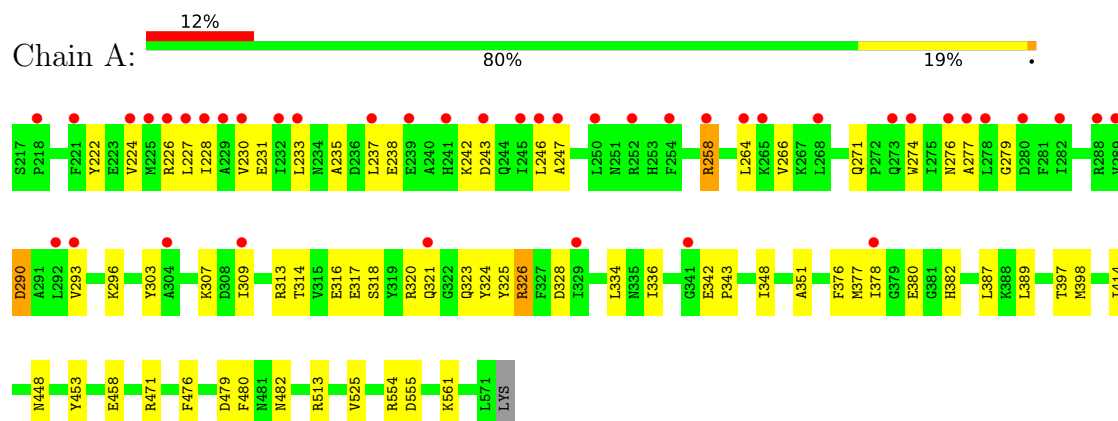 12%
Chain A:
80% 19% •
S217 P218 F221 Y222 E223 V224 M225 R226 L227 I228 A229 V230 E231 I232 L233 N234 A235 D236 L237 E238 E239 A240 H241 K242 D243 Q244 I245 L246 A247 L250 N251 R252 H253 F254 R258 L264 K265 V266 K267 L268 Q271 P272 Q273 W274 I275 N276 A277 L278 G279 D280 F281 I282 R288 V289
D290 A291 L292 V293 K296 Y303 A304 K307 D308 I309 R313 T314 V315 E316 E317 S318 Y319 R320 Q321 G322 Q323 Y324 Y325 R326 F327 D328 I329 L334 N335 I336 G341 E342 P343 I348 A351 F376 M377 I378 G379 E380 G381 H382 L387 K388 L389 T397 M398 I414
N448 Y453 E458 R471 F476 D479 F480 N481 N482 R513 V525 R554 D555 K561 L571 LYS